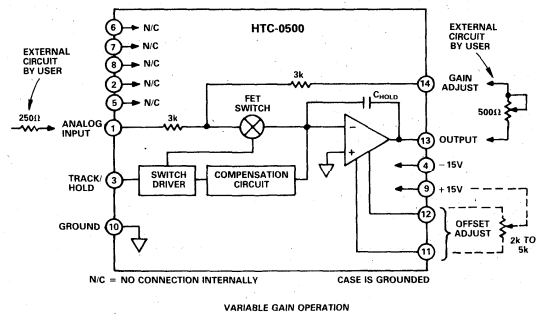 HTC-0500
6 N/C
7 N/C
8 N/C
2 N/C
5 N/C
EXTERNAL
CIRCUIT
BY USER
250Ω
ANALOG
INPUT
1
3k
FET
SWITCH
3k
C HOLD
14
GAIN
ADJUST
EXTERNAL
CIRCUIT
BY USER
500Ω
−
+
13 OUTPUT
4 −15V
9 +15V
TRACK/
HOLD
3
SWITCH
DRIVER
COMPENSATION
CIRCUIT
12
OFFSET
ADJUST
2k TO
5k
11
GROUND 10
N/C = NO CONNECTION INTERNALLY
CASE IS GROUNDED
VARIABLE GAIN OPERATION